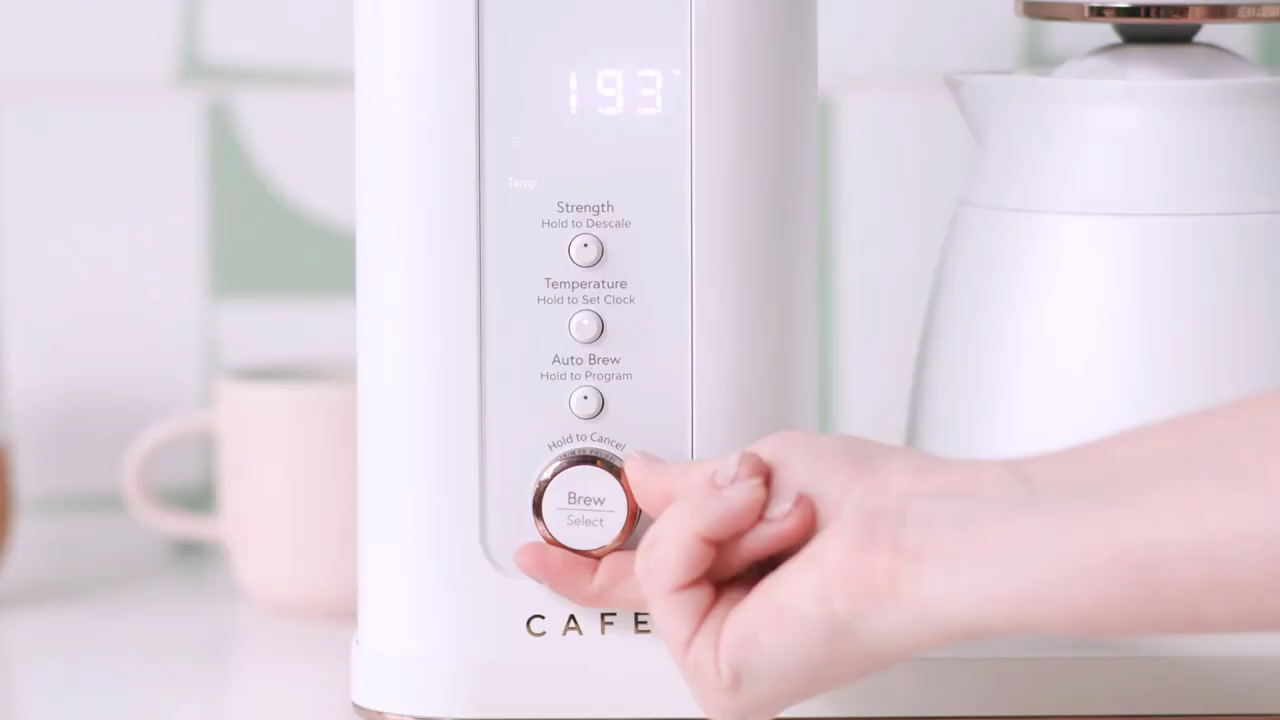 193
Temp
Strength
Hold to Descale
Temperature
Hold to Set Clock
Auto Brew
Hold to Program
Hold to Cancel
Brew
Select
CAFE